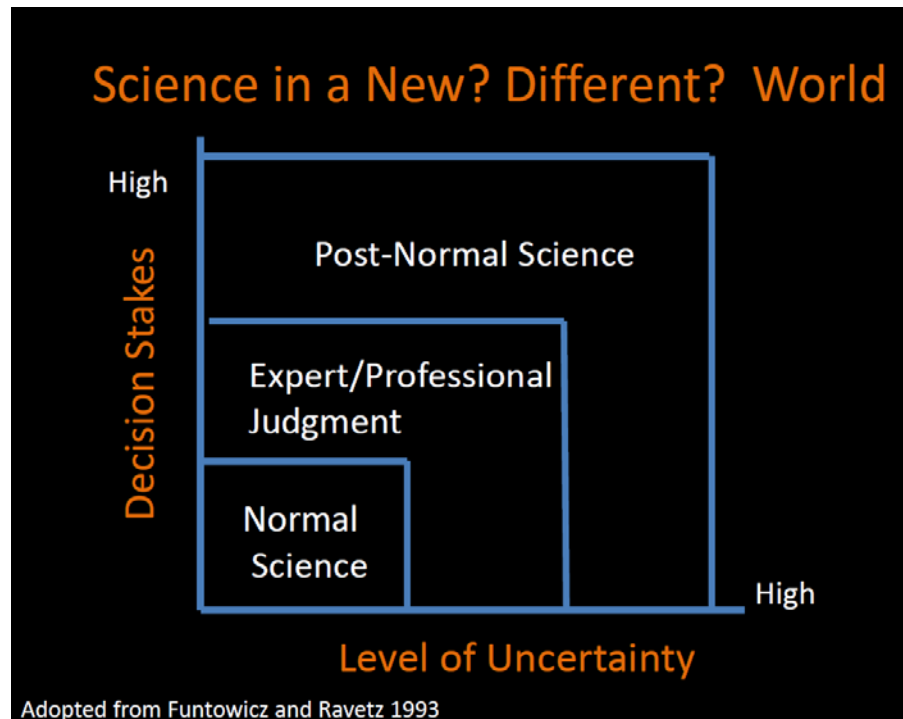 Science in a New? Different?  World
High
Decision Stakes
Post-Normal Science
Expert/Professional
Judgment
Normal
Science
High
Level of Uncertainty
Adopted from Funtowicz and Ravetz 1993